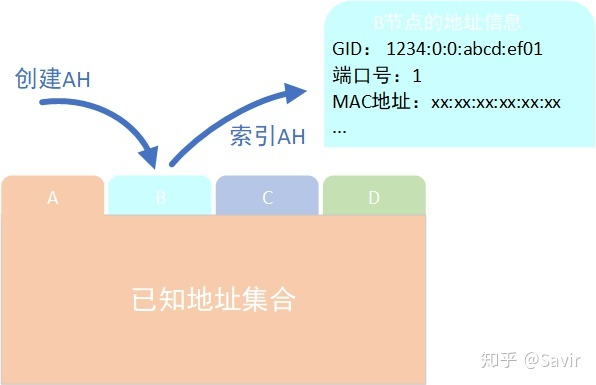 B节点的地址信息
GID： 1234:0:0:abcd:ef01
端口号：1
MAC地址：xx:xx:xx:xx:xx:xx
...
创建AH
索引AH
A
B
C
D
已知地址集合
知乎 @Savir